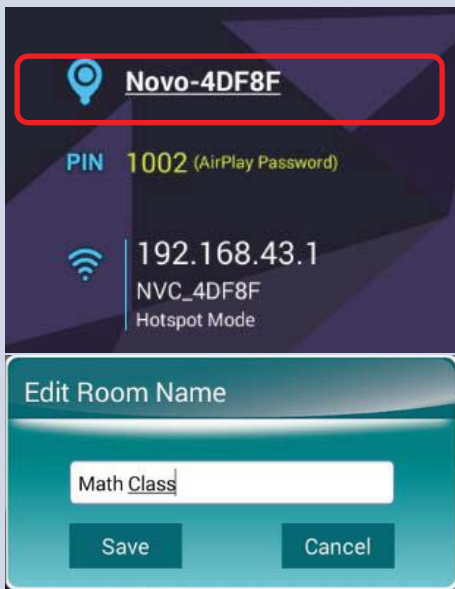 Novo-4DF8F
PIN 1002 (AirPlay Password)
192.168.43.1
NVC_4DF8F
Hotspot Mode
Edit Room Name
Math Class
Save Cancel